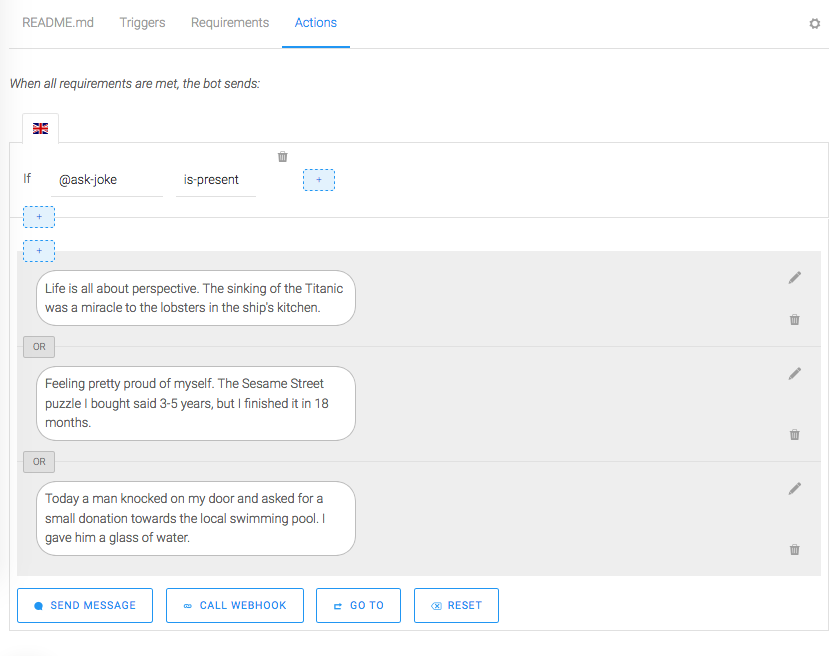 README.md Triggers Requirements Actions
When all requirements are met, the bot sends:
If @ask-joke is-present +
+
+
Life is all about perspective. The sinking of the Titanic
was a miracle to the lobsters in the ship's kitchen.
OR
Feeling pretty proud of myself. The Sesame Street
puzzle I bought said 3-5 years, but I finished it in 18
months.
OR
Today a man knocked on my door and asked for a
small donation towards the local swimming pool. I
gave him a glass of water.
SEND MESSAGE CALL WEBHOOK GO TO RESET